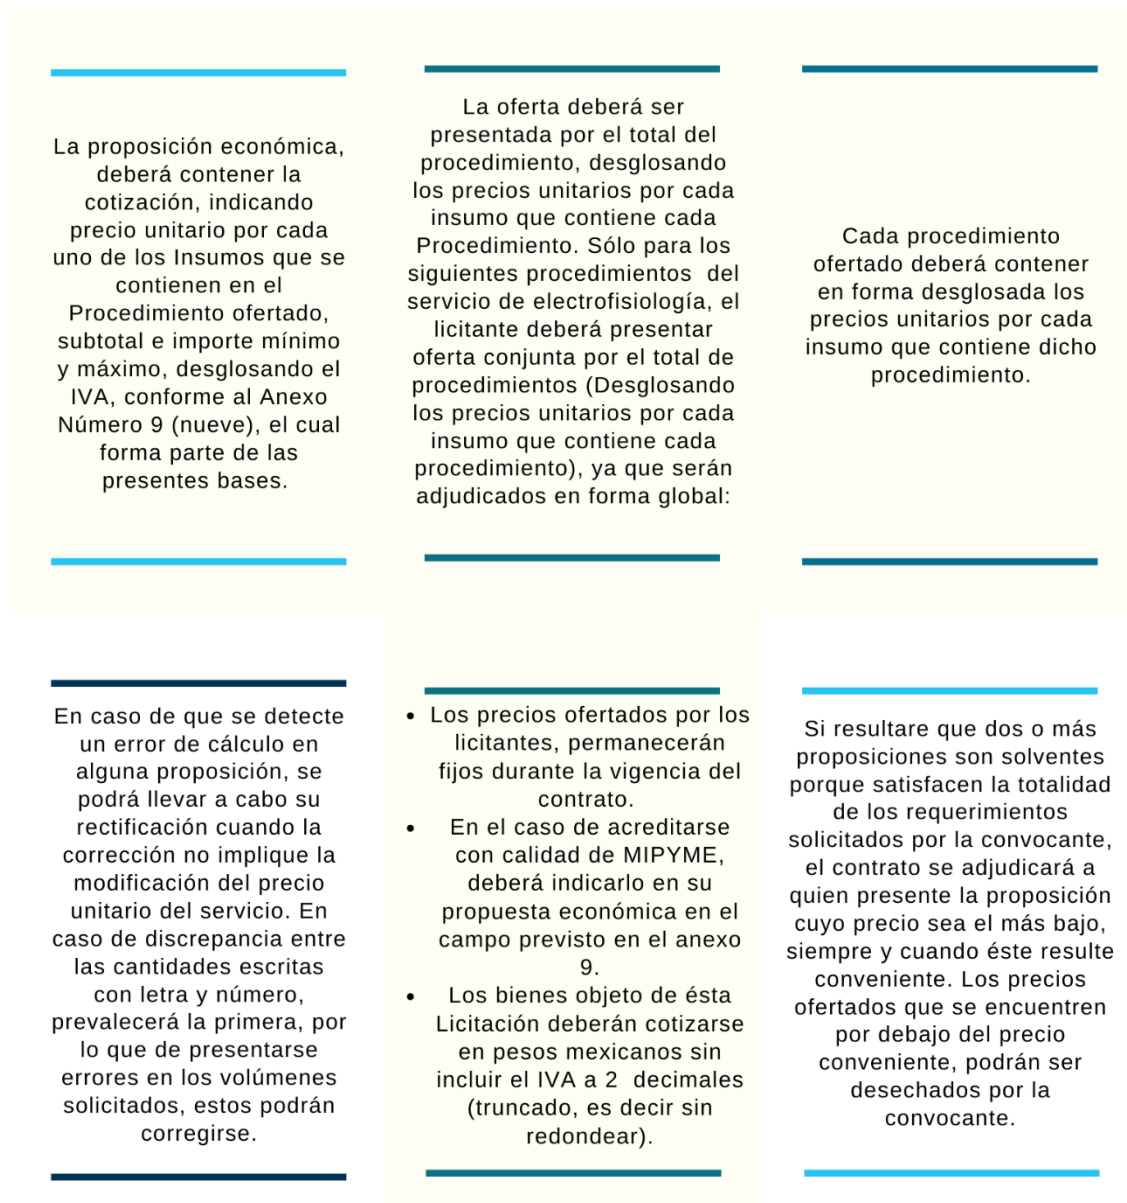 La proposición económica,
deberá contener la
cotización, indicando
precio unitario por cada
uno de los Insumos que se
contienen en el
Procedimiento ofertado,
subtotal e importe mínimo
y máximo, desglosando el
IVA, conforme al Anexo
Número 9 (nueve), el cual
forma parte de las
presentes bases.
La oferta deberá ser
presentada por el total del
procedimiento, desglosando
los precios unitarios por cada
insumo que contiene cada
Procedimiento. Sólo para los
siguientes procedimientos  del
servicio de electrofisiología, el
licitante deberá presentar
oferta conjunta por el total de
procedimientos (Desglosando
los precios unitarios por cada
insumo que contiene cada
procedimiento), ya que serán
adjudicados en forma global:
Cada procedimiento
ofertado deberá contener
en forma desglosada los
precios unitarios por cada
insumo que contiene dicho
procedimiento.
En caso de que se detecte
un error de cálculo en
alguna proposición, se
podrá llevar a cabo su
rectificación cuando la
corrección no implique la
modificación del precio
unitario del servicio. En
caso de discrepancia entre
las cantidades escritas
con letra y número,
prevalecerá la primera, por
lo que de presentarse
errores en los volúmenes
solicitados, estos podrán
corregirse.
• Los precios ofertados por los
licitantes, permanecerán
fijos durante la vigencia del
contrato.
• En el caso de acreditarse
con calidad de MIPYME,
deberá indicarlo en su
propuesta económica en el
campo previsto en el anexo
9.
• Los bienes objeto de ésta
Licitación deberán cotizarse
en pesos mexicanos sin
incluir el IVA a 2  decimales
(truncado, es decir sin
redondear).
Si resultare que dos o más
proposiciones son solventes
porque satisfacen la totalidad
de los requerimientos
solicitados por la convocante,
el contrato se adjudicará a
quien presente la proposición
cuyo precio sea el más bajo,
siempre y cuando éste resulte
conveniente. Los precios
ofertados que se encuentren
por debajo del precio
conveniente, podrán ser
desechados por la
convocante.